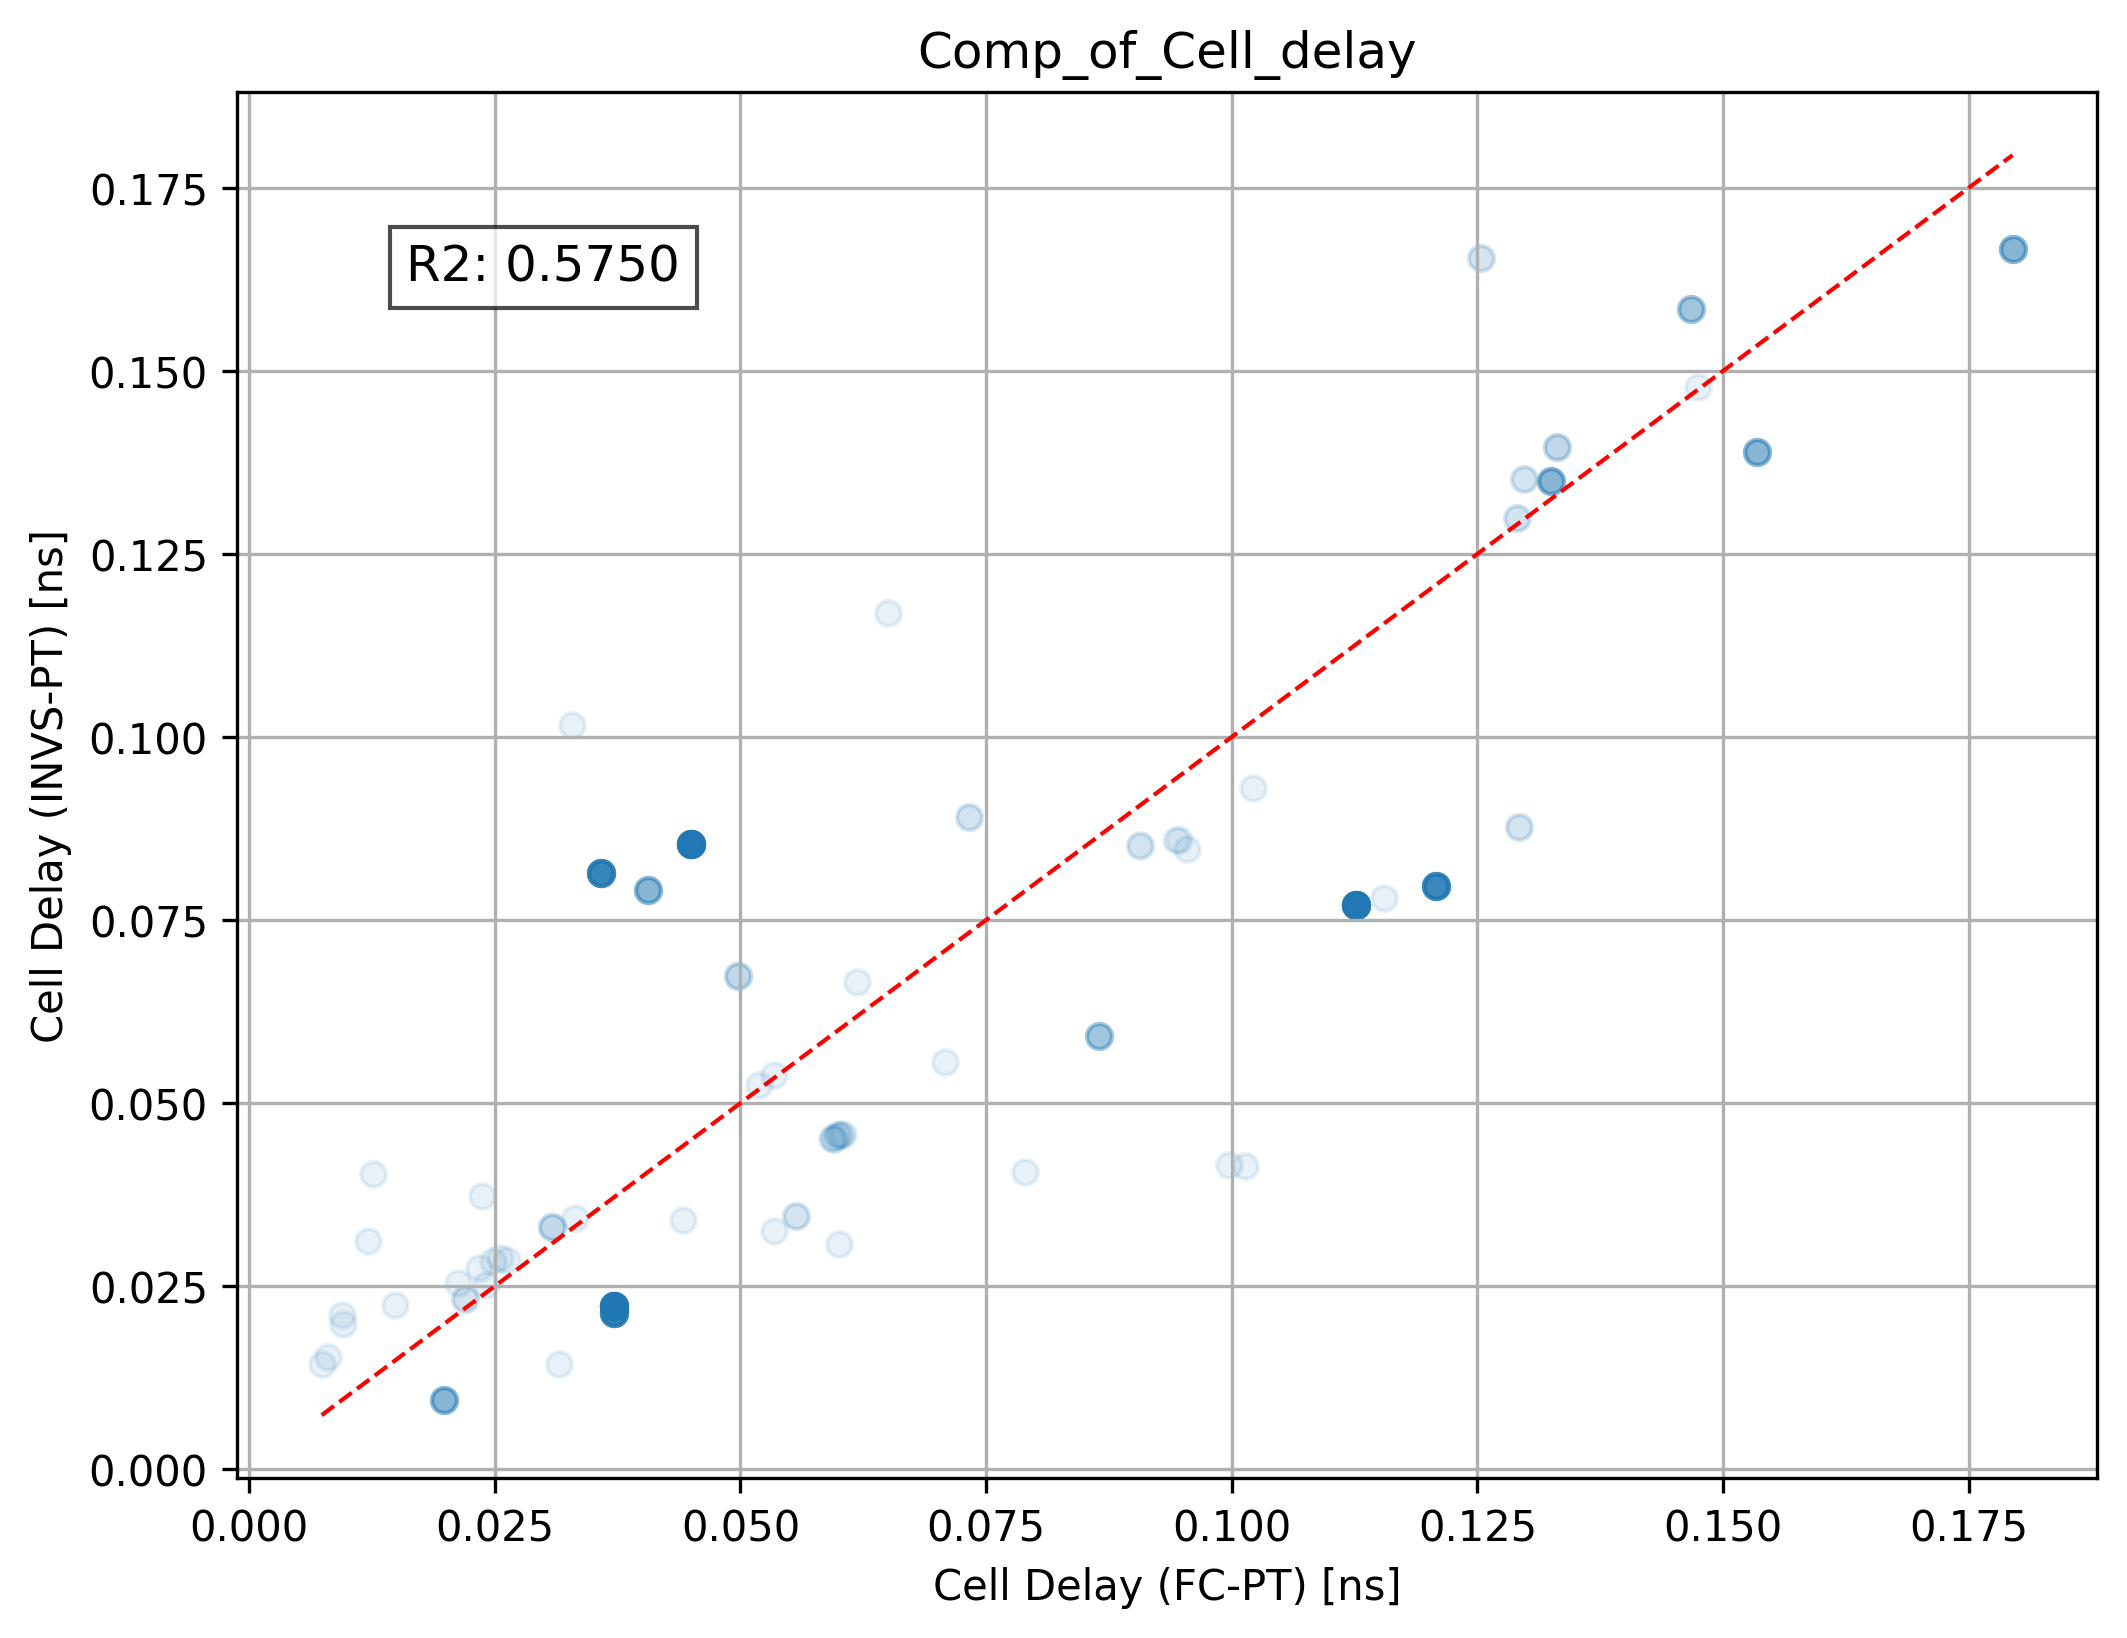 Comp_of_Cell_delay
R2: 0.5750
Cell Delay (INVS-PT) [ns]
0.175
0.150
0.125
0.100
0.075
0.050
0.025
0.000
0.000 0.025 0.050 0.075 0.100 0.125 0.150 0.175
Cell Delay (FC-PT) [ns]